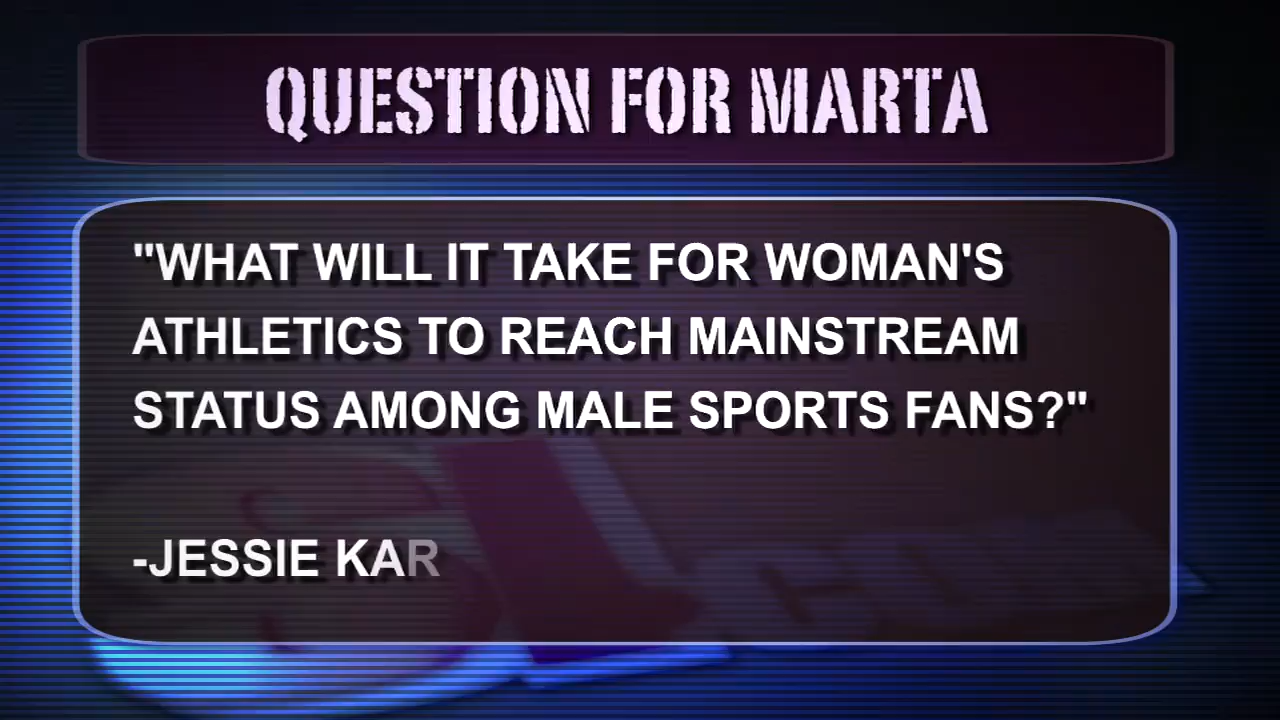 QUESTION FOR MARTA
"WHAT WILL IT TAKE FOR WOMAN'S
ATHLETICS TO REACH MAINSTREAM
STATUS AMONG MALE SPORTS FANS?"
-JESSIE KAR